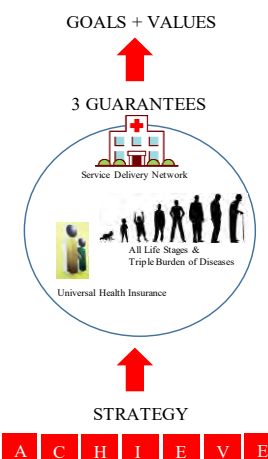 GOALS + VALUES
3 GUARANTEES
Service Delivery Network
All Life Stages &
Triple Burden of Diseases
Universal Health Insurance
STRATEGY
A C H I E V E